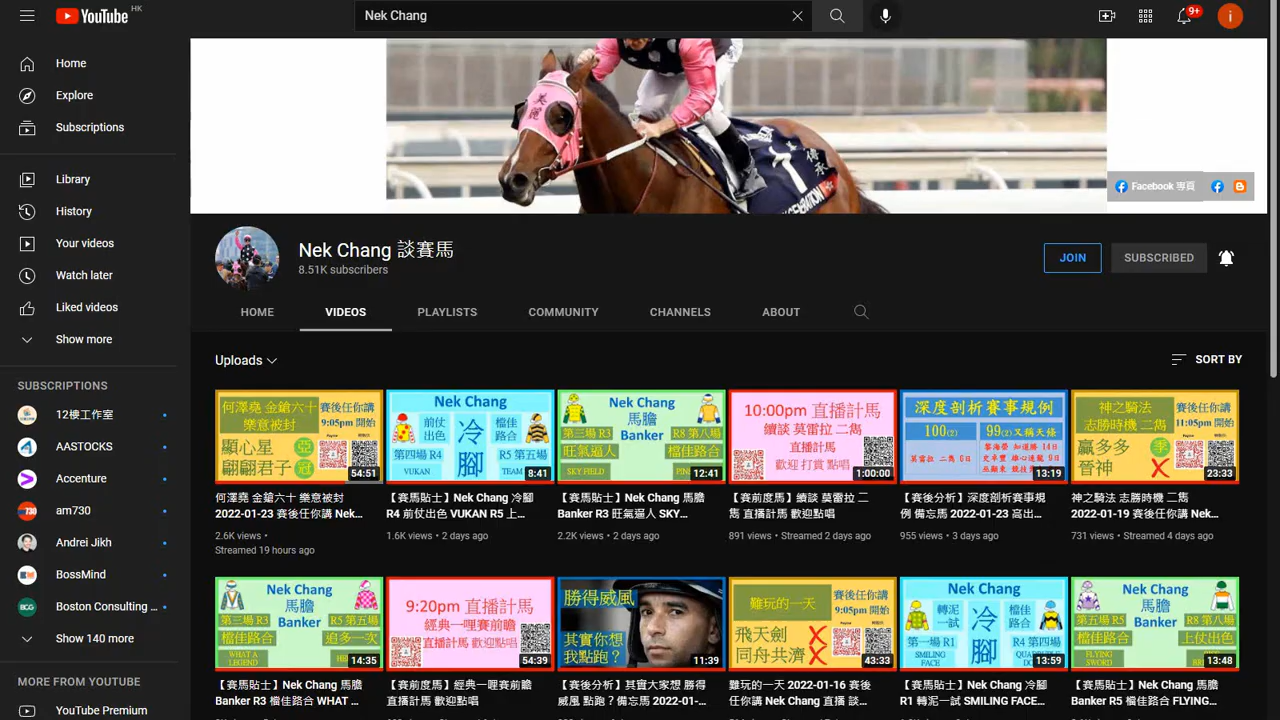 YouTube HK
Nek Chang
9+
i
Home
Explore
Subscriptions
Library
History
Your videos
Watch later
Liked videos
Show more
SUBSCRIPTIONS
12樓工作室
AASTOCKS
Accenture
am730
Andrei Jikh
BossMind
Boston Consulting ...
Show 140 more
MORE FROM YOUTUBE
YouTube Premium
美麗
1
傳承
Facebook 專頁
Nek Chang 談賽馬
8.51K subscribers
JOIN
SUBSCRIBED
HOME
VIDEOS
PLAYLISTS
COMMUNITY
CHANNELS
ABOUT
Uploads
SORT BY
何澤堯 金鎗六十
樂意被封
賽後任你講
9:05pm 開始
顯心星 亞
翩翩君子 冠
54:51
何澤堯 金鎗六十 樂意被封
2022-01-23 賽後任你講 Nek...
2.6K views •
Streamed 19 hours ago
Nek Chang
前仗
出色
冷
腳
檔佳
路合
第四場 R4
VUKAN
R5 第五場
TEAM
8:41
【賽馬貼士】Nek Chang 冷腳
R4 前仗出色 VUKAN R5 上...
1.6K views • 2 days ago
Nek Chang
馬膽
Banker
第三場 R3
旺氣逼人
SKY FIELD
R8 第八場
檔佳路合
12:41
【賽馬貼士】Nek Chang 馬膽
Banker R3 旺氣逼人 SKY...
2.2K views • 2 days ago
10:00pm 直播計馬
續談 莫雷拉 二雋
直播計馬
歡迎 打賞 點唱
1:00:00
【賽前度馬】續談 莫雷拉 二
雋 直播計馬 歡迎點唱
891 views • Streamed 2 days ago
深度剖析賽事規例
100(2)
99(2)又稱天條
莫雷拉 二雋 6日
13:19
【賽後分析】深度剖析賽事規
例 備忘馬 2022-01-23 高出...
955 views • 3 days ago
神之騎法
志勝時機 二雋
賽後任你講
11:05pm 開始
贏多多 季
晉神
23:33
神之騎法 志勝時機 二雋
2022-01-19 賽後任你講 Nek...
731 views • Streamed 4 days ago
Nek Chang
馬膽
Banker
第三場 R3
檔佳路合
WHAT A
LEGEND
R5 第五場
追多一次
14:35
【賽馬貼士】Nek Chang 馬膽
Banker R3 檔佳路合 WHAT ...
9:20pm 直播計馬
經典一哩賽前瞻
直播計馬 歡迎點唱
54:39
【賽前度馬】經典一哩賽前瞻
直播計馬 歡迎點唱
勝得威風
其實你想
我點跑？
11:39
【賽後分析】其實大家想 勝得
威風 點跑？備忘馬 2022-01-...
難玩的一天
賽後任你講
9:05pm 開始
飛天劍
同舟共濟
43:33
難玩的一天 2022-01-16 賽後
任你講 Nek Chang 談...
Nek Chang
轉泥
一試
冷
腳
檔佳
路合
第一場 R1
SMILING
FACE
R4 第四場
13:59
【賽馬貼士】Nek Chang 冷腳
R1 轉泥一試 SMILING FACE...
Nek Chang
馬膽
Banker
第五場 R5
檔佳路合
FLYING
SWORD
R8 第八場
上仗出色
13:48
【賽馬貼士】Nek Chang 馬膽
Banker R5 檔佳路合 FLYING...